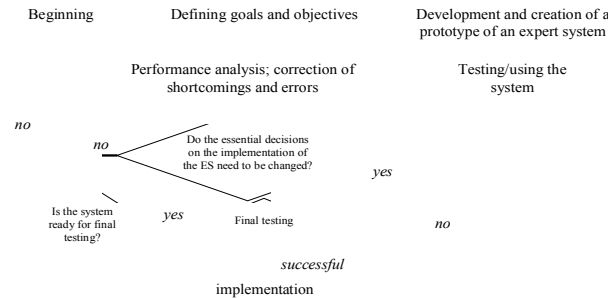 Beginning
Defining goals and objectives
Development and creation of a
prototype of an expert system
Performance analysis; correction of
shortcomings and errors
Testing/using the
system
no
no
Do the essential decisions
on the implementation of
the ES need to be changed?
yes
Is the system
ready for final
testing?
yes
Final testing
no
successful
implementation